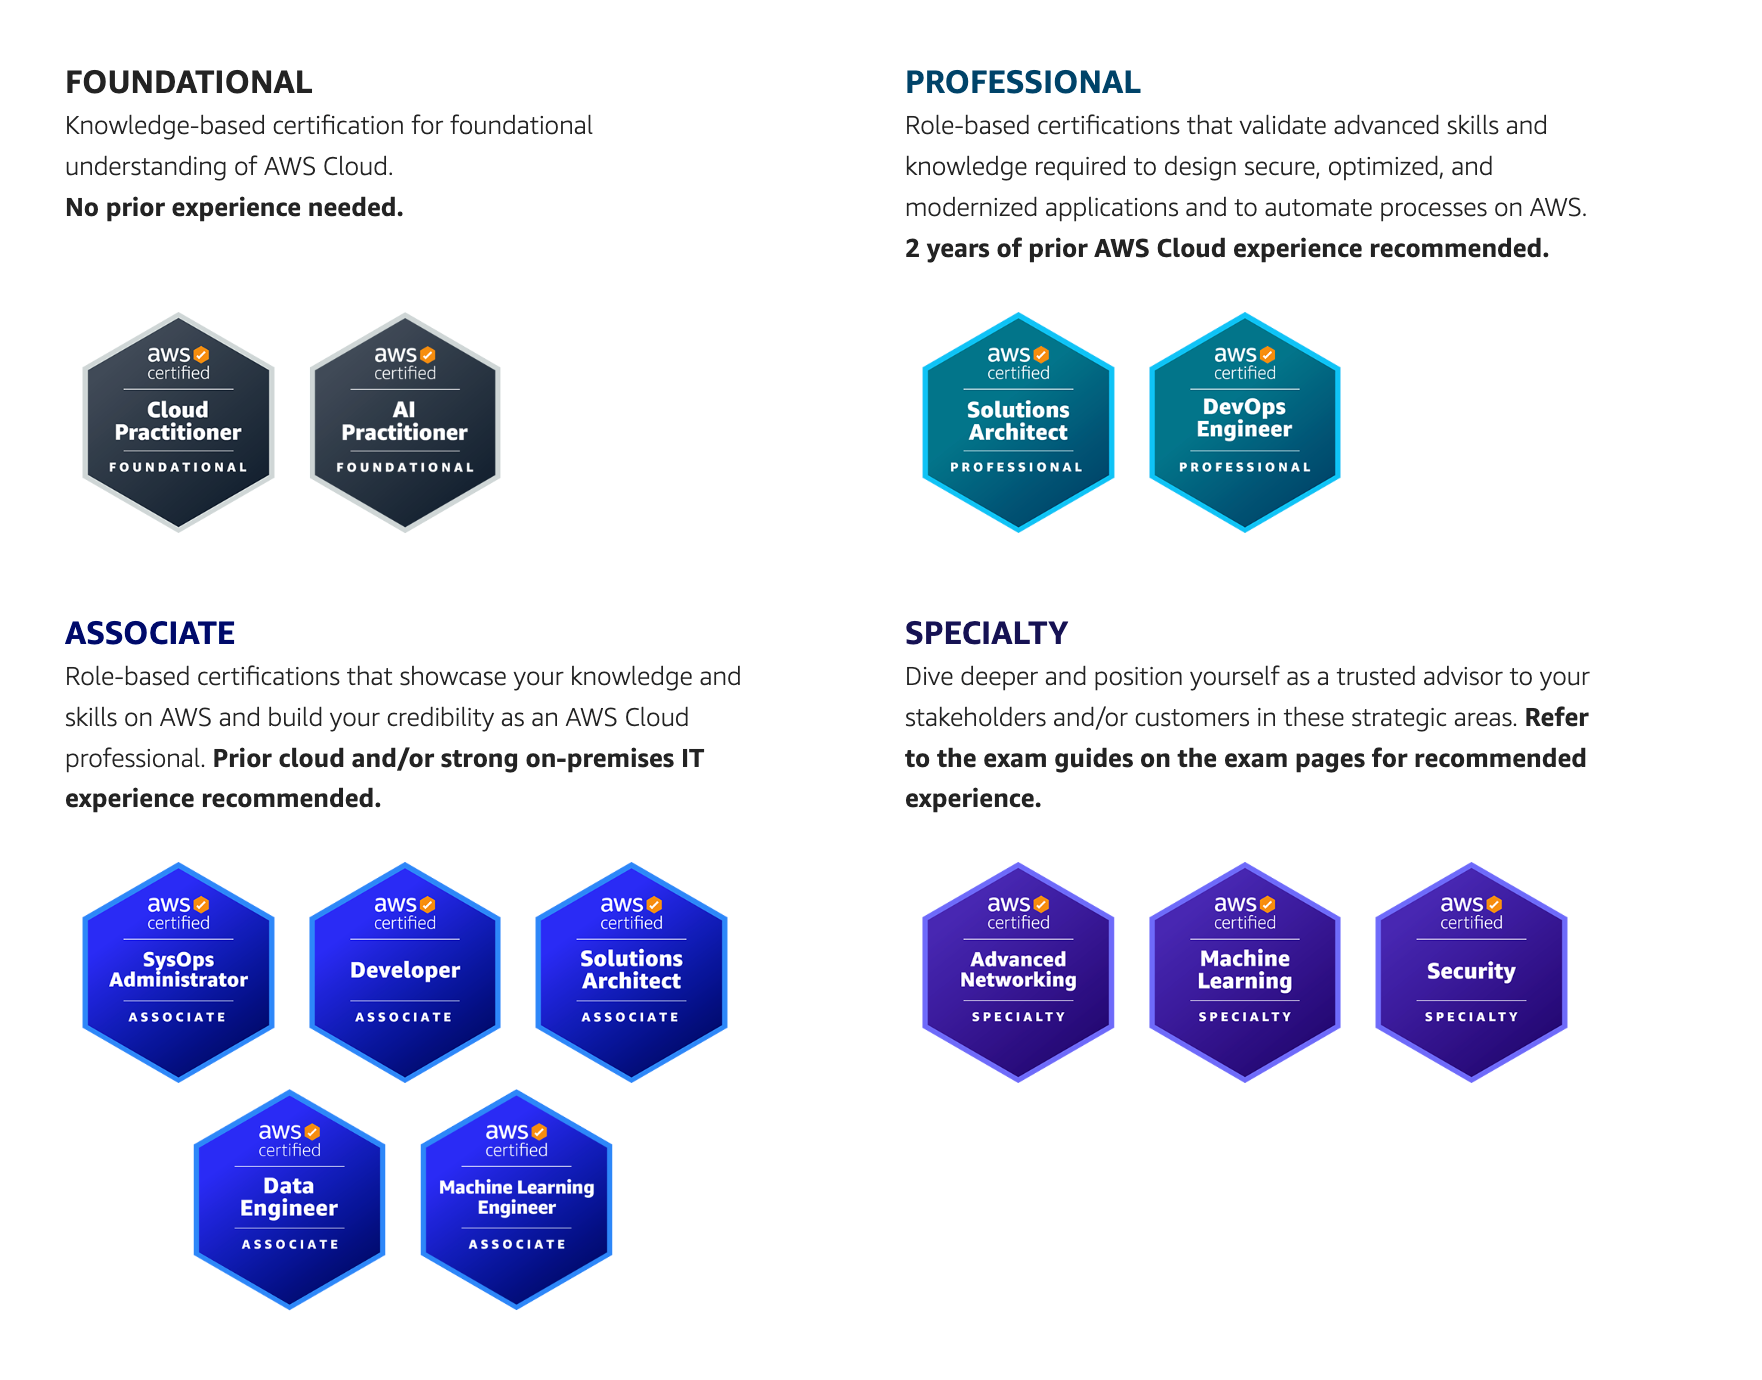 FOUNDATIONAL
Knowledge-based certification for foundational
understanding of AWS Cloud.
No prior experience needed.
aws
certified
Cloud
Practitioner
FOUNDATIONAL
aws
certified
AI
Practitioner
FOUNDATIONAL
PROFESSIONAL
Role-based certifications that validate advanced skills and
knowledge required to design secure, optimized, and
modernized applications and to automate processes on AWS.
2 years of prior AWS Cloud experience recommended.
aws
certified
Solutions
Architect
PROFESSIONAL
aws
certified
DevOps
Engineer
PROFESSIONAL
ASSOCIATE
Role-based certifications that showcase your knowledge and
skills on AWS and build your credibility as an AWS Cloud
professional. Prior cloud and/or strong on-premises IT
experience recommended.
aws
certified
SysOps
Administrator
ASSOCIATE
aws
certified
Developer
ASSOCIATE
aws
certified
Solutions
Architect
ASSOCIATE
aws
certified
Data
Engineer
ASSOCIATE
aws
certified
Machine Learning
Engineer
ASSOCIATE
SPECIALTY
Dive deeper and position yourself as a trusted advisor to your
stakeholders and/or customers in these strategic areas. Refer
to the exam guides on the exam pages for recommended
experience.
aws
certified
Advanced
Networking
SPECIALTY
aws
certified
Machine
Learning
SPECIALTY
aws
certified
Security
SPECIALTY